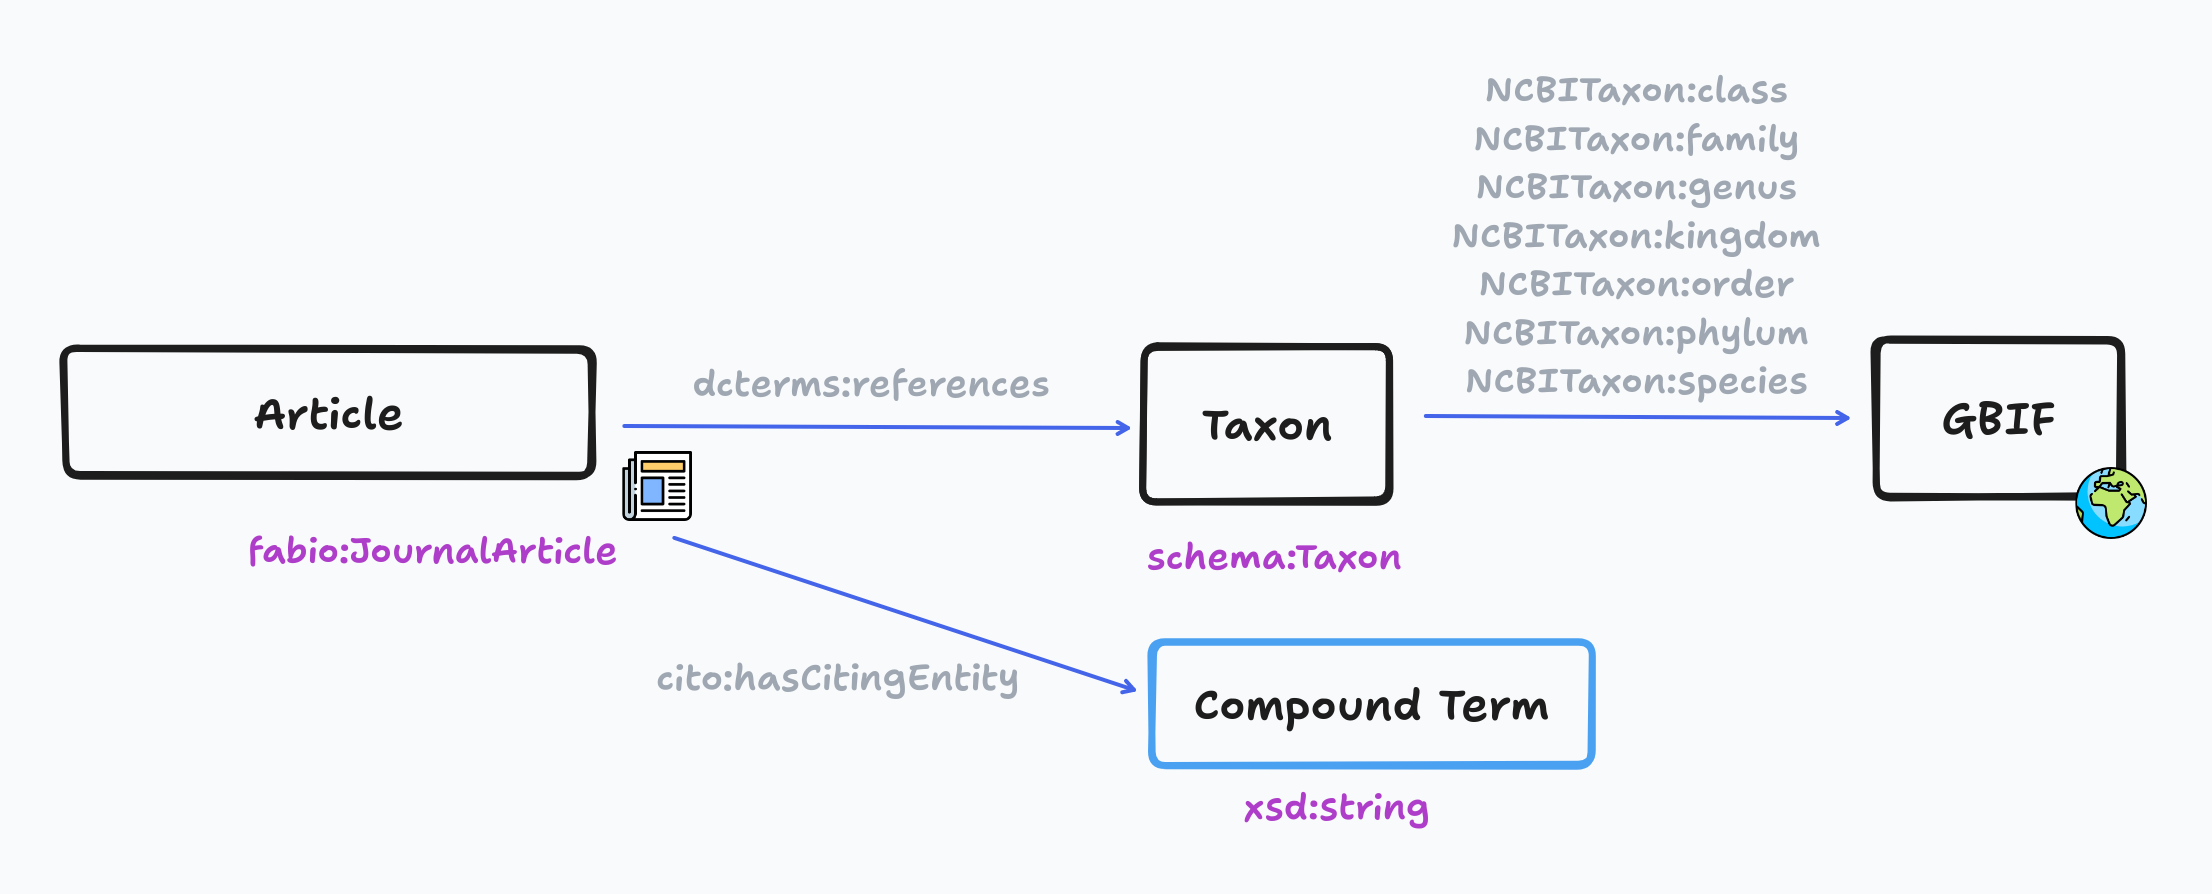 NCBITaxon:class
NCBITaxon:family
NCBITaxon:genus
NCBITaxon:kingdom
NCBITaxon:order
NCBITaxon:phylum
NCBITaxon:species
Article
dcterms:references
Taxon
GBIF
fabio:JournalArticle
schema:Taxon
cito:hasCitingEntity
Compound Term
xsd:string